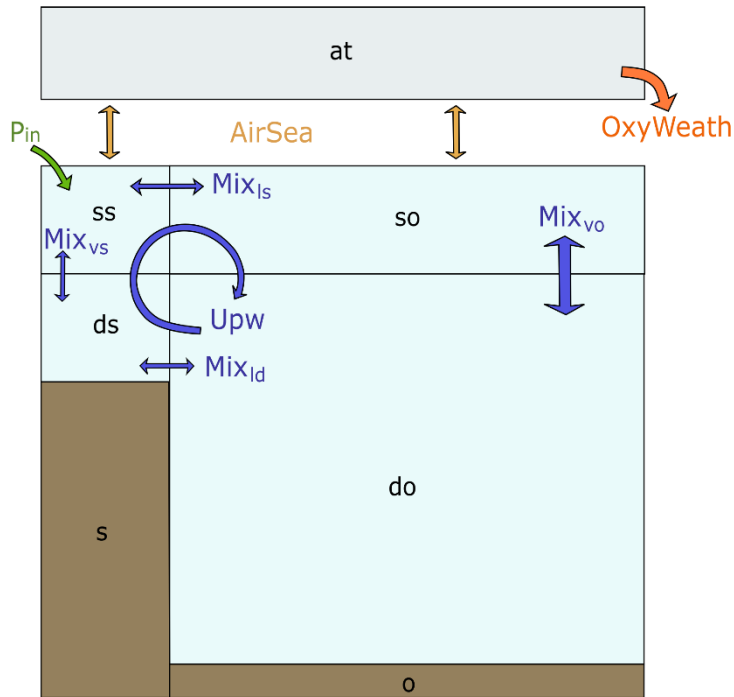 at
OxyWeath
Pin
AirSea
Mixls
ss
so
Mixvo
Mixvs
ds
Upw
Mixld
do
s
o